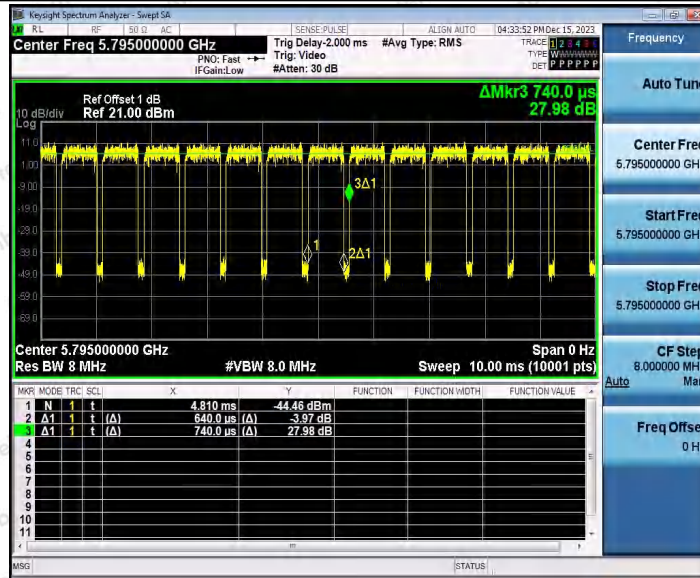 Keysight Spectrum Analyzer - Swept SA
RL RF 50 Ω AC SENSE:PULSE ALIGN AUTO 04:33:52 PM Dec 15, 2023
Center Freq 5.795000000 GHz
PNO: Fast
IFGain:Low
Trig Delay-2.000 ms
Trig: Video
#Atten: 30 dB
#Avg Type: RMS
TRACE 1 2 3 4 5 6
TYPE W
DET P P P P P P
ΔMkr3 740.0 µs
27.98 dB
Ref Offset 1 dB
10 dB/div Ref 21.00 dBm
Log
11.0
1.00
-9.00
-19.0
-29.0
-39.0
-49.0
-59.0
-69.0
3Δ1
1
2Δ1
Center 5.795000000 GHz Span 0 Hz
Res BW 8 MHz #VBW 8.0 MHz Sweep 10.00 ms (10001 pts)
MKR MODE TRC SCL X Y FUNCTION FUNCTION WIDTH FUNCTION VALUE
1 N 1 t 4.810 ms -44.46 dBm
2 Δ1 1 t (Δ) 640.0 µs (Δ) -3.97 dB
3 Δ1 1 t (Δ) 740.0 µs (Δ) 27.98 dB
4
5
6
7
8
9
10
11
MSG STATUS
Frequency
Auto Tune
Center Freq
5.795000000 GH
Start Freq
5.795000000 GH
Stop Freq
5.795000000 GH
CF Step
8.000000 MH
Auto Ma
Freq Offse
0 H